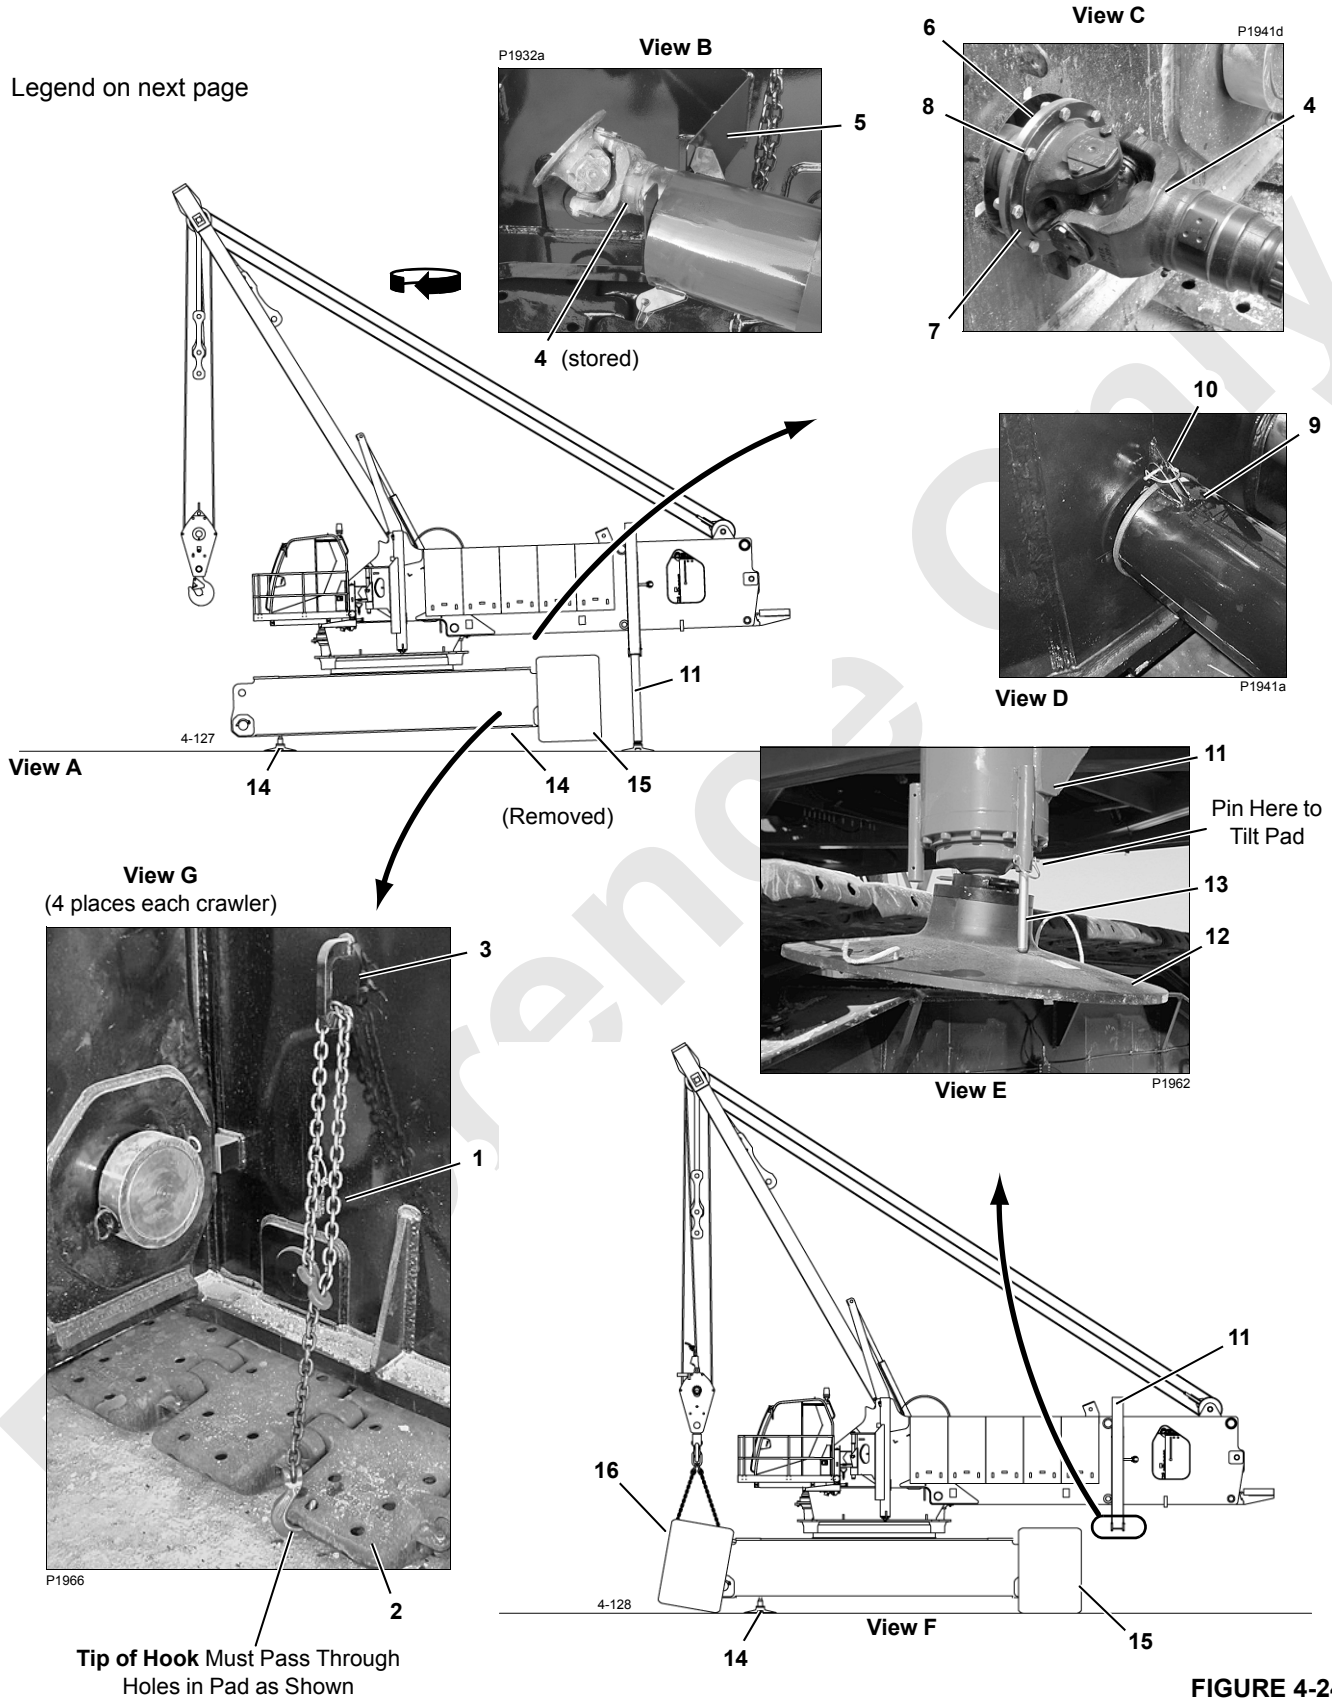 View C
6
P1941d
View B
P1932a
Legend on next page
8
4
5
7
4 (stored)
10
9
View D
P1941a
11
4-127
View A
14
14
(Removed)
15
11
Pin Here to
Tilt Pad
13
12
View E
P1962
View G
(4 places each crawler)
3
1
P1966
2
Tip of Hook Must Pass Through
Holes in Pad as Shown
11
16
4-128
14
View F
15
FIGURE 4-24